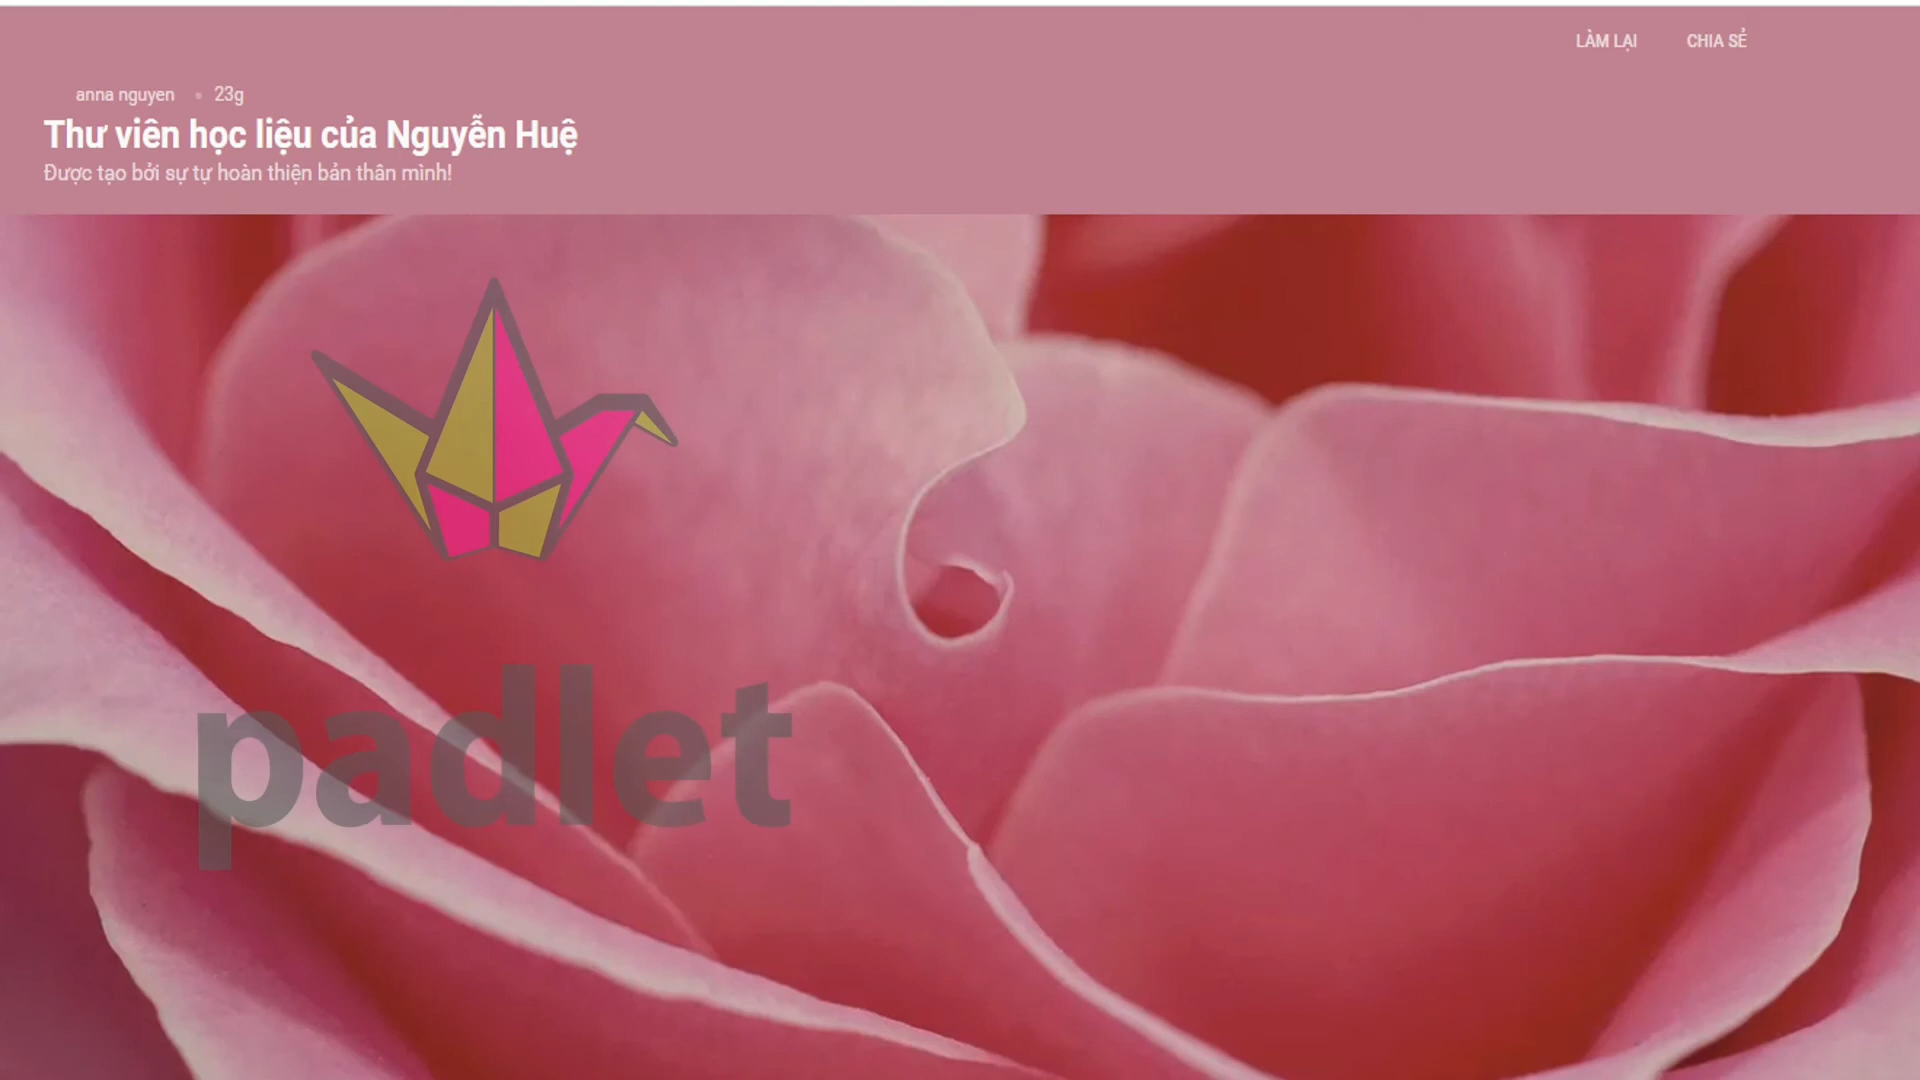 LÀM LẠI CHIA SẺ
anna nguyen • 23g
Thư viên học liệu của Nguyễn Huệ
Được tạo bởi sự tự hoàn thiện bản thân mình!
padlet